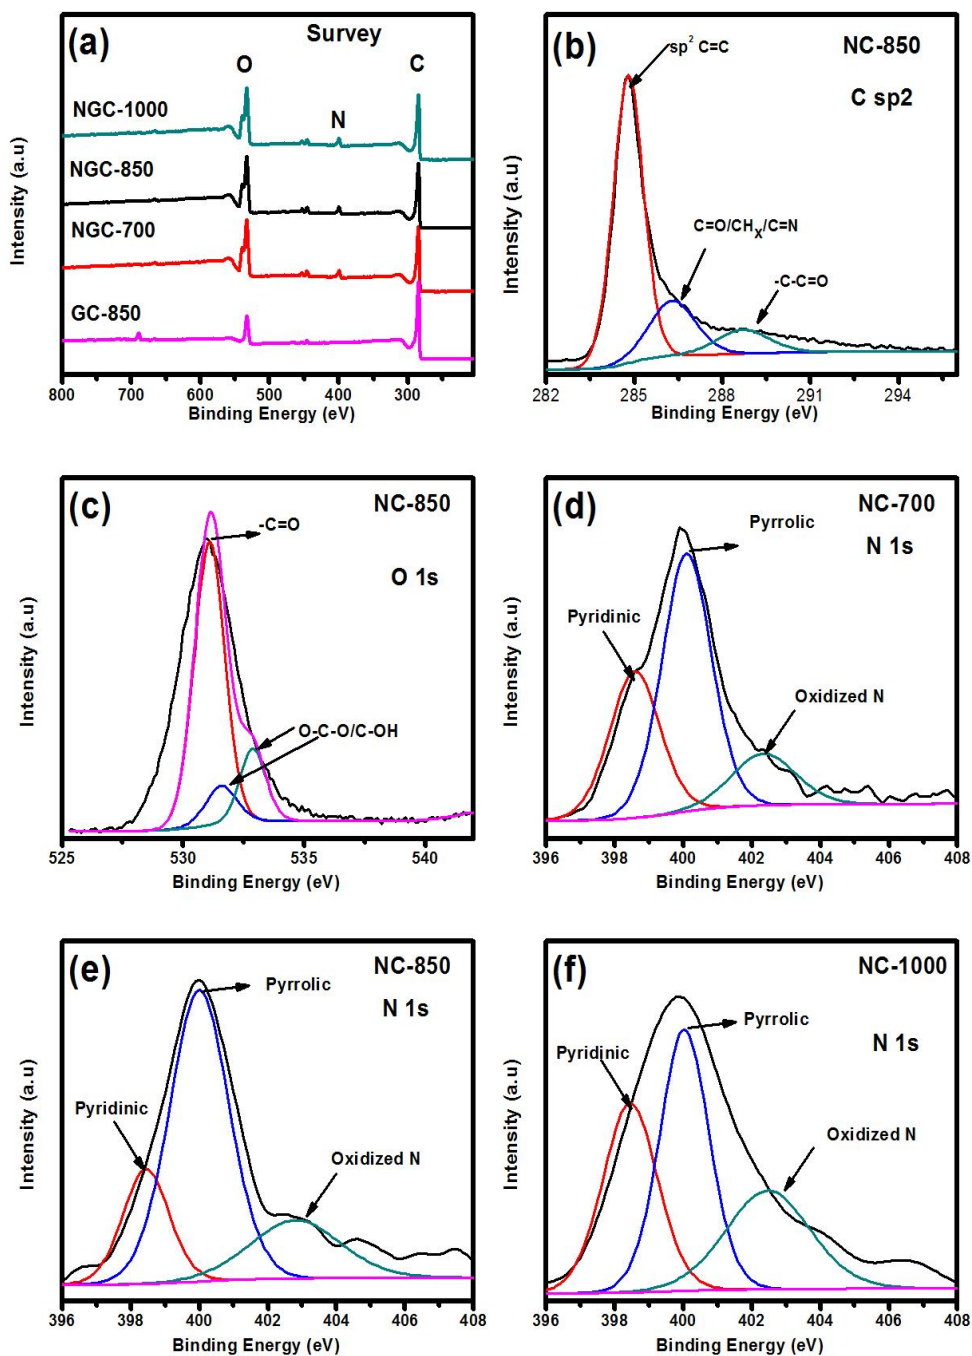 (a)
Survey
O
C
N
NGC-1000
NGC-850
NGC-700
GC-850
Intensity (a.u)
800 700 600 500 400 300
Binding Energy (eV)
(b)
NC-850
C sp2
sp² C=C
C=O/CHX/C=N
-C-C=O
Intensity (a.u)
282 285 288 291 294
Binding Energy (eV)
(c)
NC-850
O 1s
-C=O
O-C-O/C-OH
Intensity (a.u)
525 530 535 540
Binding Energy (eV)
(d)
NC-700
N 1s
Pyrrolic
Pyridinic
Oxidized N
Intensity (a.u)
396 398 400 402 404 406 408
Binding Energy (eV)
(e)
NC-850
N 1s
Pyrrolic
Pyridinic
Oxidized N
Intensity (a.u)
396 398 400 402 404 406 408
Binding Energy (eV)
(f)
NC-1000
N 1s
Pyrrolic
Pyridinic
Oxidized N
Intensity (a.u)
396 398 400 402 404 406 408
Binding Energy (eV)